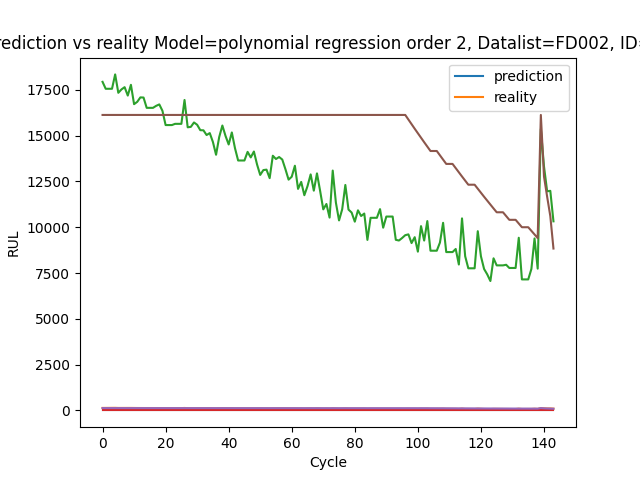 rediction vs reality Model=polynomial regression order 2, Datalist=FD002, ID=
prediction
reality
17500
15000
12500
10000
7500
5000
2500
0
RUL
0 20 40 60 80 100 120 140
Cycle